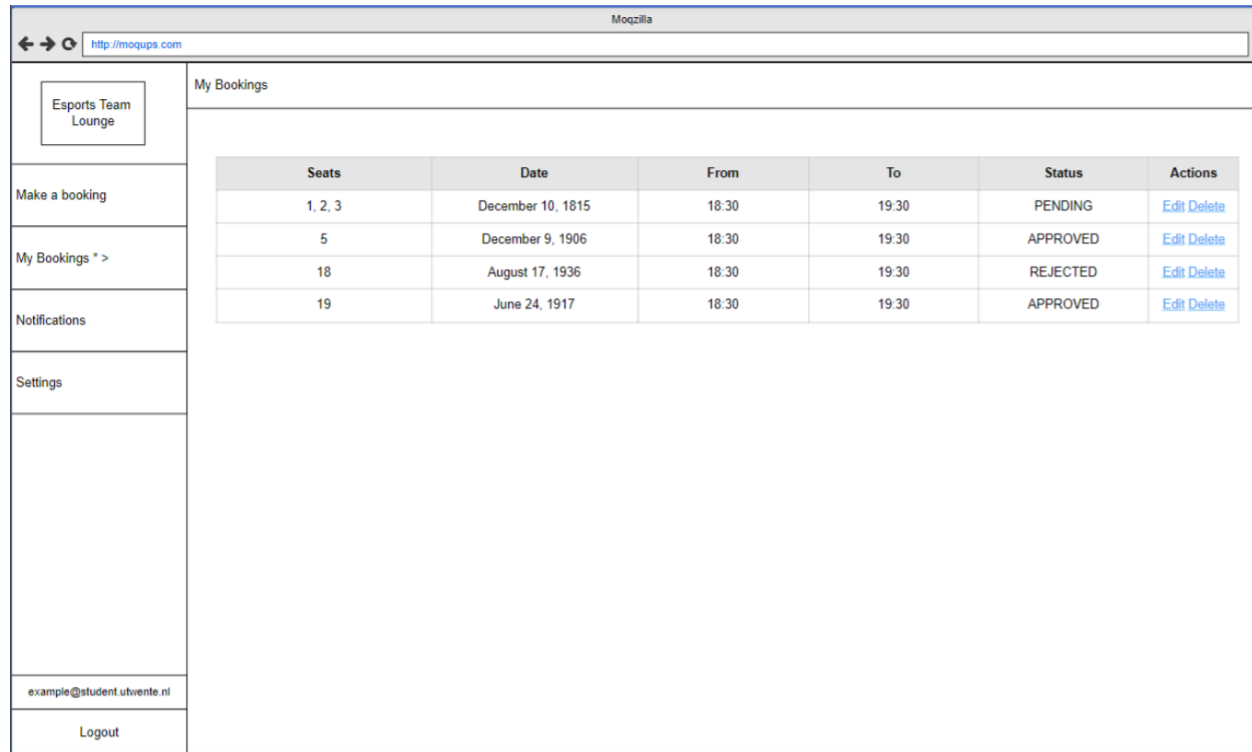 Moqzilla
http://moqups.com
Esports Team
Lounge
My Bookings
Make a booking
My Bookings * >
Notifications
Settings
example@student.utwente.nl
Logout
Seats Date From To Status Actions
1, 2, 3 December 10, 1815 18:30 19:30 PENDING Edit Delete
5 December 9, 1906 18:30 19:30 APPROVED Edit Delete
18 August 17, 1936 18:30 19:30 REJECTED Edit Delete
19 June 24, 1917 18:30 19:30 APPROVED Edit Delete